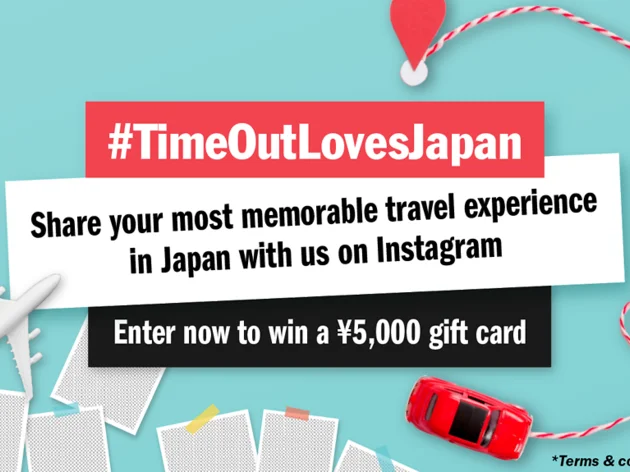 #TimeOutLovesJapan
Share your most memorable travel experience
in Japan with us on Instagram
Enter now to win a ¥5,000 gift card
*Terms &